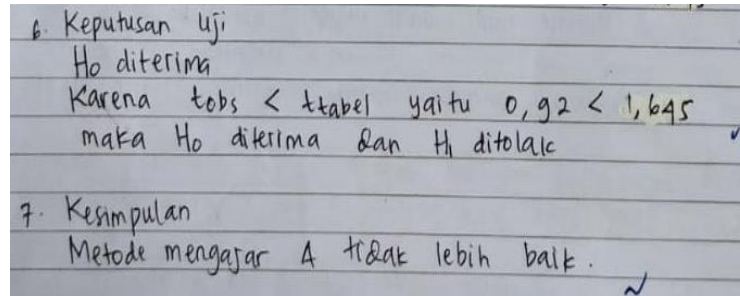 6. Keputusan Uji
Ho diterima
Karena tobs < ttabel yaitu 0,92 < 1,645
maka Ho diterima dan H1 ditolak
7. Kesimpulan
Metode mengajar A tidak lebih baik.